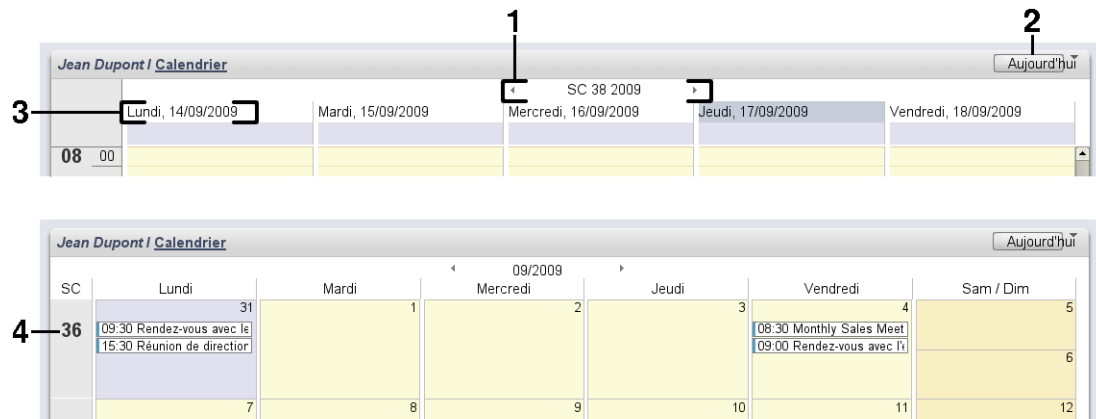 1
2
Jean Dupont / Calendrier
Aujourd'hui
SC 38 2009
3
Lundi, 14/09/2009 Mardi, 15/09/2009 Mercredi, 16/09/2009 Jeudi, 17/09/2009 Vendredi, 18/09/2009
08 00
Jean Dupont / Calendrier
Aujourd'hui
09/2009
SC Lundi Mardi Mercredi Jeudi Vendredi Sam / Dim
31 1 2 3 4 5
4
36
09:30 Rendez-vous avec le
15:30 Réunion de direction
08:30 Monthly Sales Meet
09:00 Rendez-vous avec l'
6
7 8 9 10 11 12